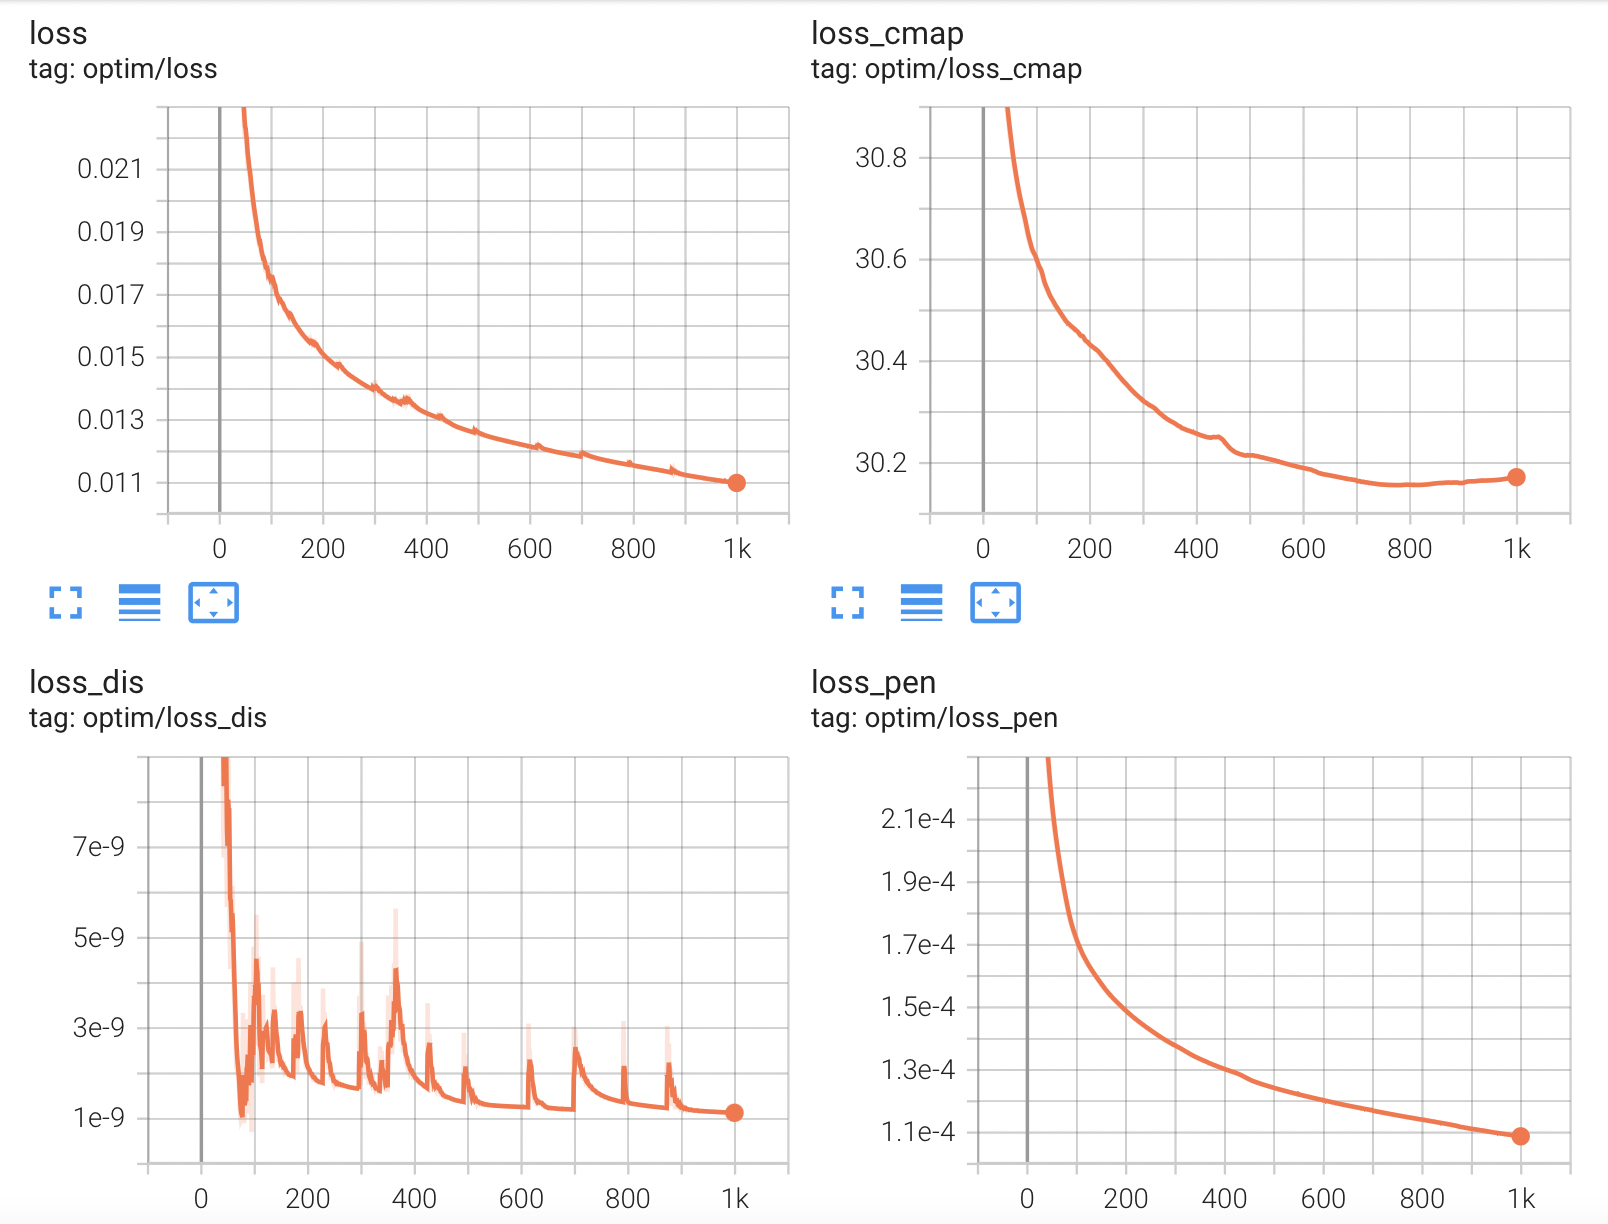 loss
tag: optim/loss
0.021
0.019
0.017
0.015
0.013
0.011
0 200 400 600 800 1k
loss_cmap
tag: optim/loss_cmap
30.8
30.6
30.4
30.2
0 200 400 600 800 1k
loss_dis
tag: optim/loss_dis
7e-9
5e-9
3e-9
1e-9
0 200 400 600 800 1k
loss_pen
tag: optim/loss_pen
2.1e-4
1.9e-4
1.7e-4
1.5e-4
1.3e-4
1.1e-4
0 200 400 600 800 1k